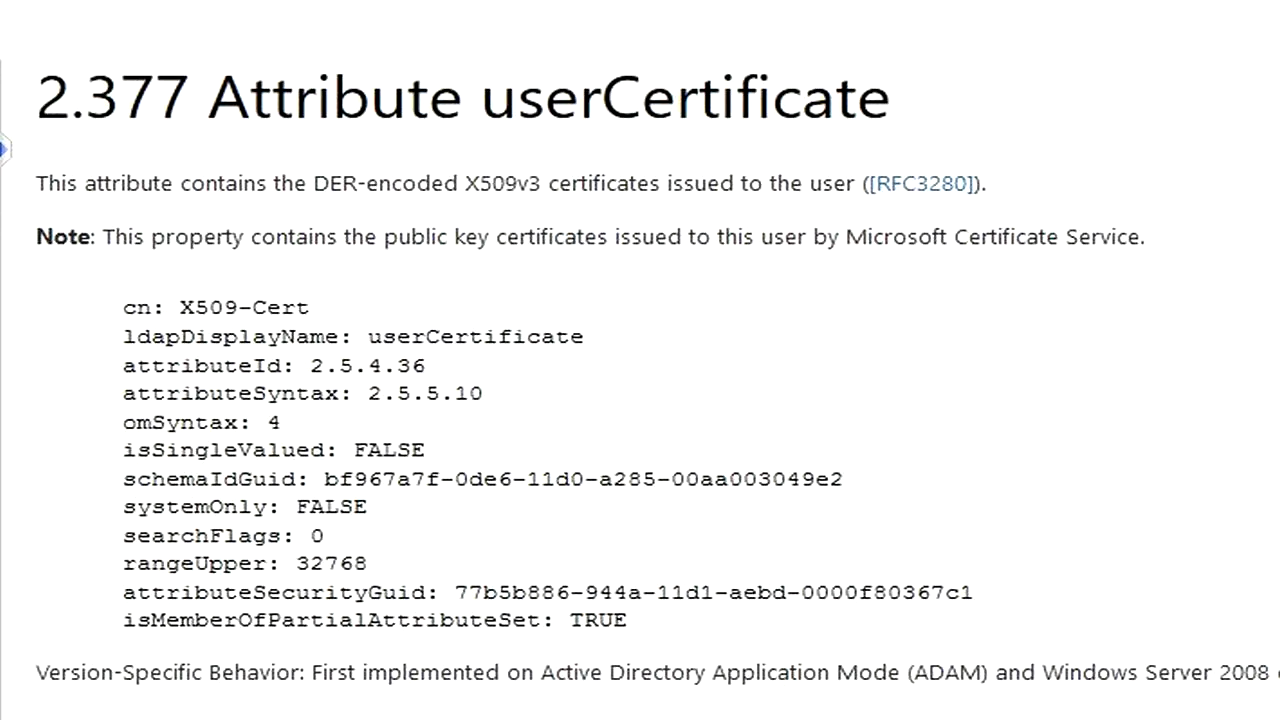 2.377 Attribute userCertificate
This attribute contains the DER-encoded X509v3 certificates issued to the user ([RFC3280]).
Note: This property contains the public key certificates issued to this user by Microsoft Certificate Service.
cn: X509-Cert
ldapDisplayName: userCertificate
attributeId: 2.5.4.36
attributeSyntax: 2.5.5.10
omSyntax: 4
isSingleValued: FALSE
schemaIdGuid: bf967a7f-0de6-11d0-a285-00aa003049e2
systemOnly: FALSE
searchFlags: 0
rangeUpper: 32768
attributeSecurityGuid: 77b5b886-944a-11d1-aebd-0000f80367c1
isMemberOfPartialAttributeSet: TRUE
Version-Specific Behavior: First implemented on Active Directory Application Mode (ADAM) and Windows Server 2008